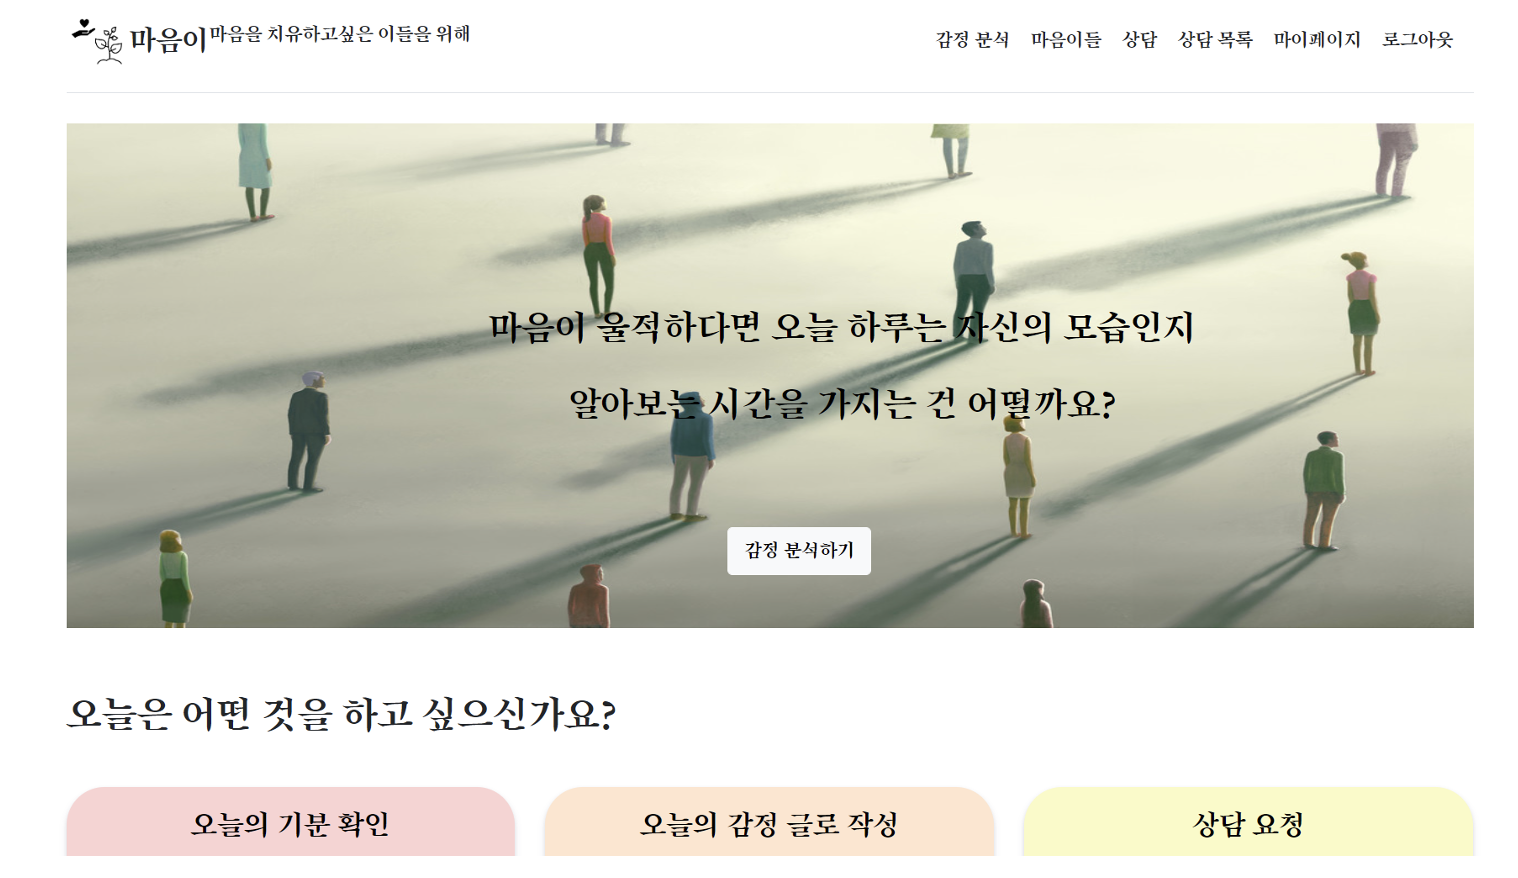 마음이 마음을 치유하고싶은 이들을 위해
감정 분석 마음이들 상담 상담 목록 마이페이지 로그아웃
마음이 울적하다면 오늘 하루는 자신의 모습인지
알아보는 시간을 가지는 건 어떨까요?
감정 분석하기
오늘은 어떤 것을 하고 싶으신가요?
오늘의 기분 확인
오늘의 감정 글로 작성
상담 요청